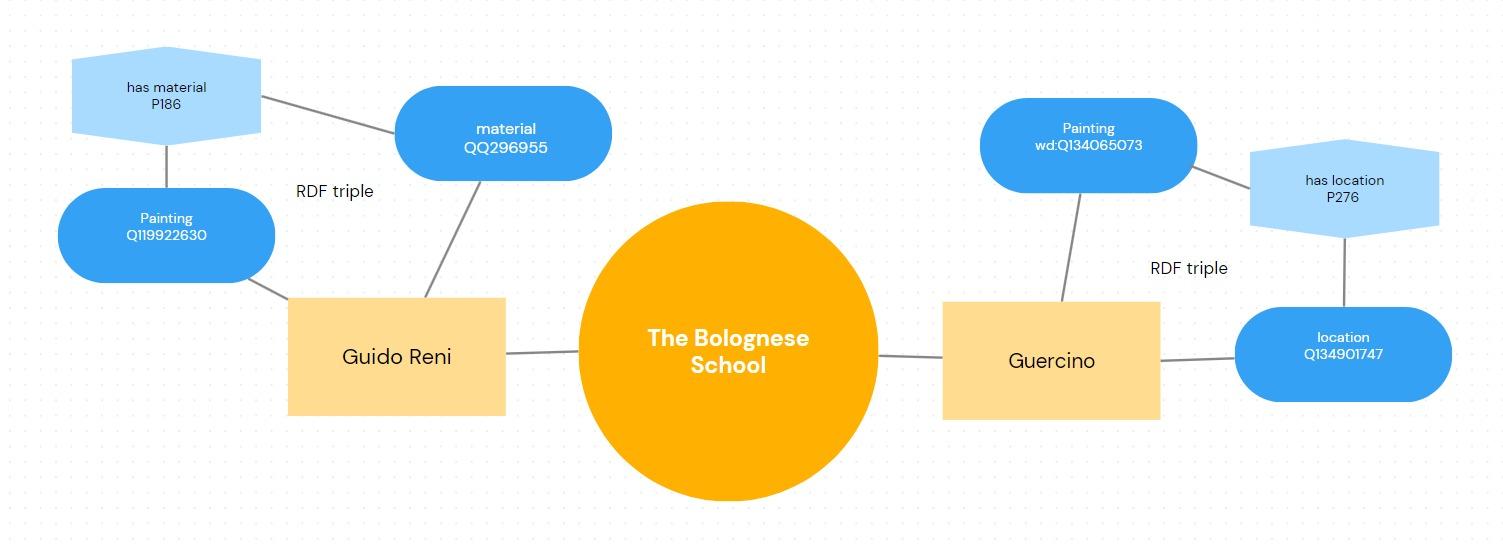 has material
P186
material
QQ296955
RDF triple
Painting
Q119922630
Guido Reni
The Bolognese
School
Painting
wd:Q134065073
has location
P276
RDF triple
Guercino
location
Q134901747